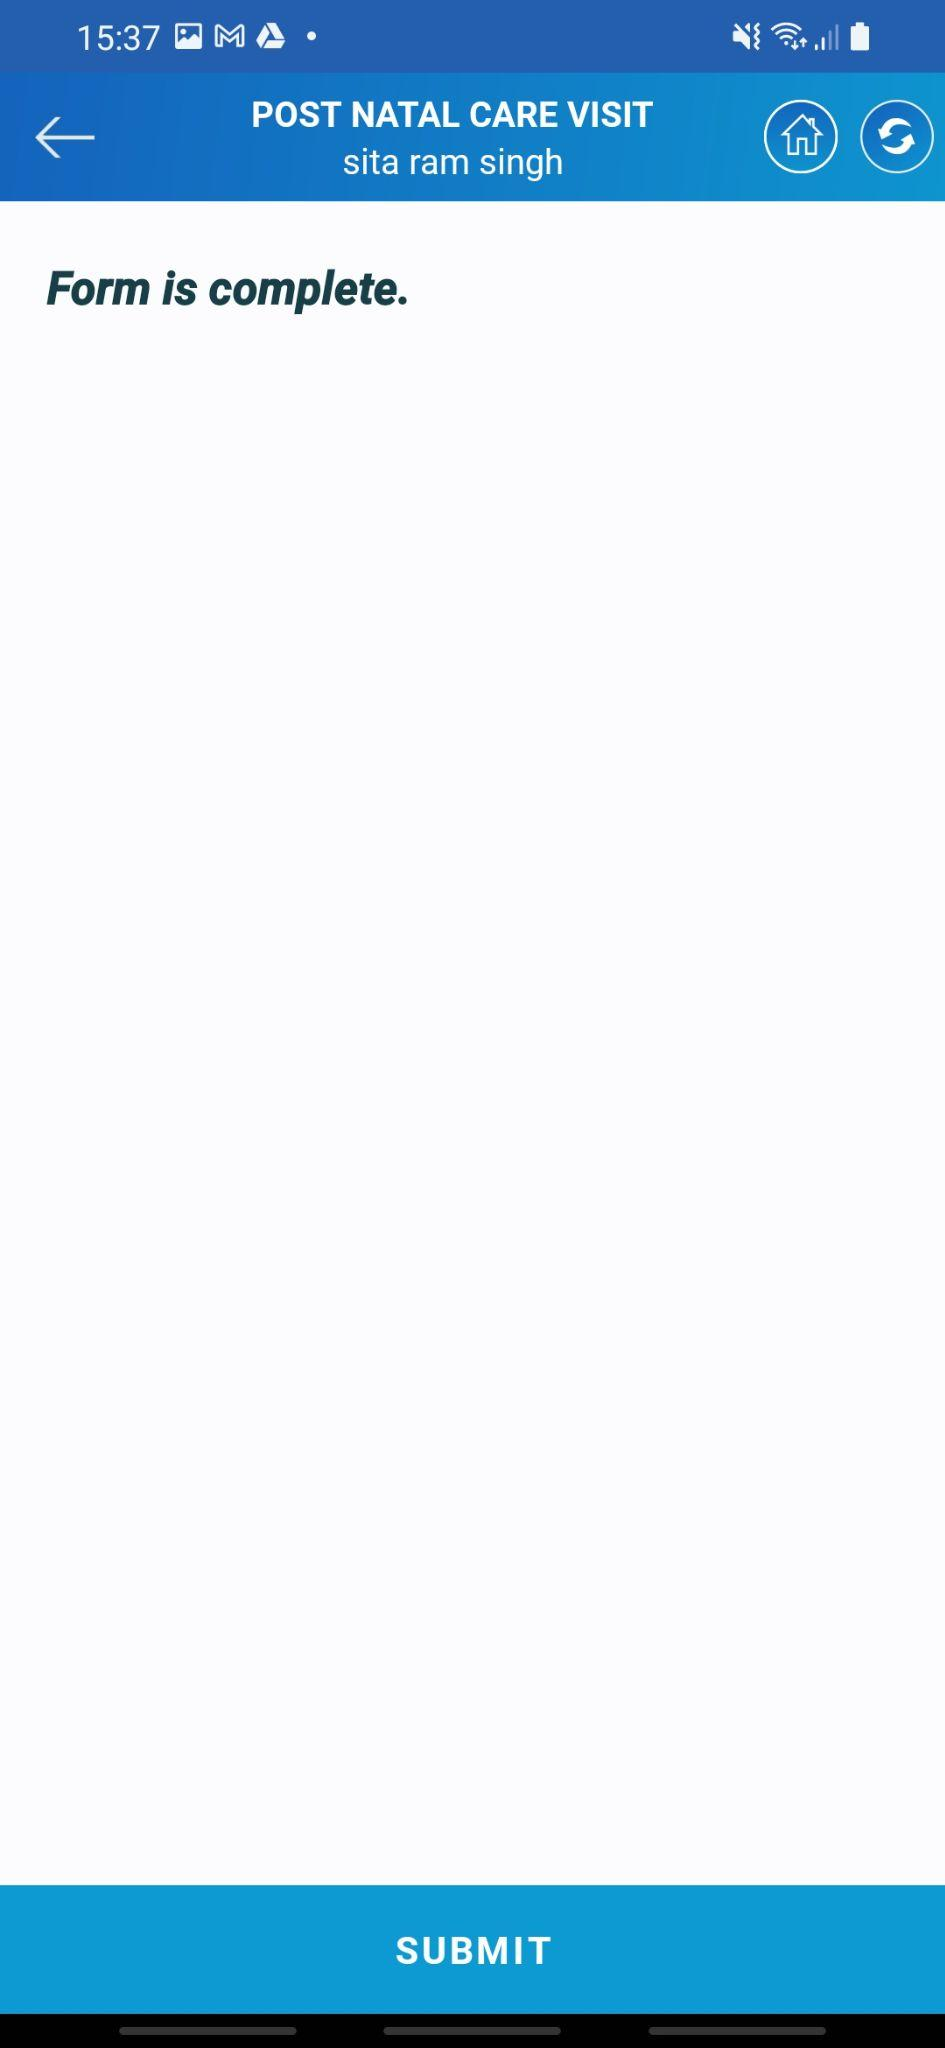 15:37
POST NATAL CARE VISIT
sita ram singh
Form is complete.
SUBMIT